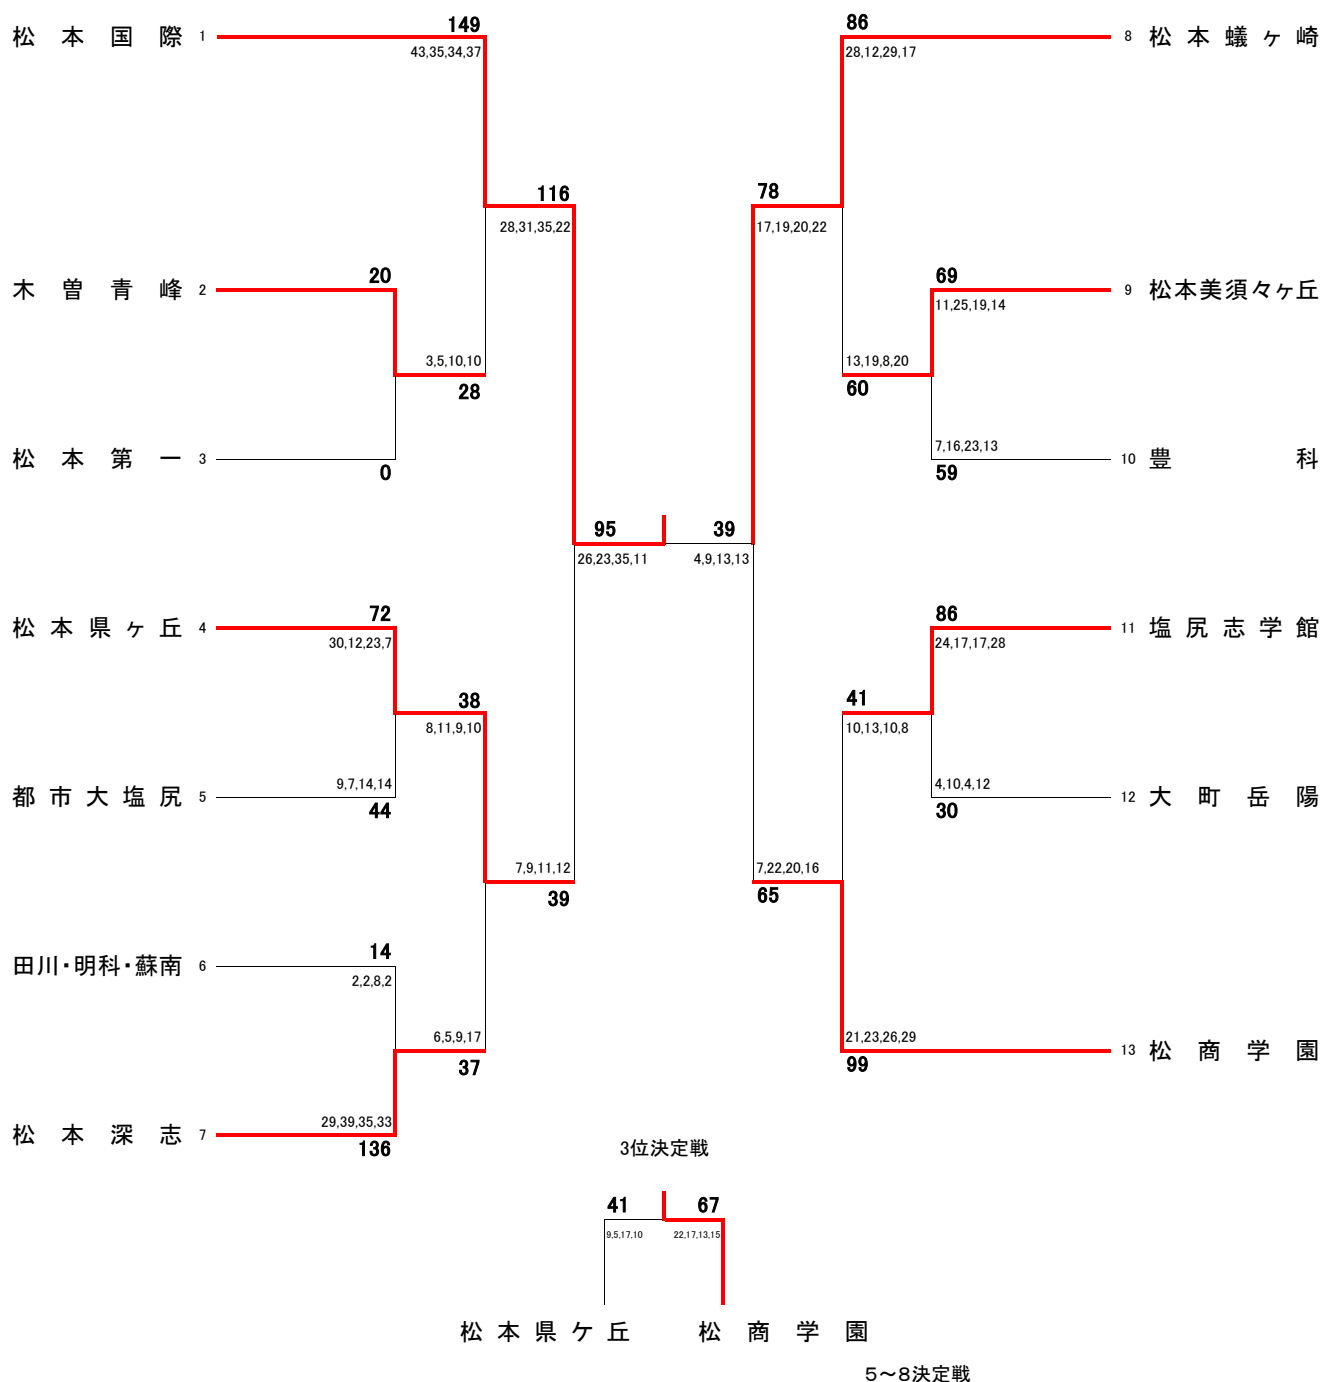 149 86
松本国際 1 8 松本蟻ヶ崎
43,35,34,37 28,12,29,17
116 78
28,31,35,22 17,19,20,22
20 69
木曽青峰 2 9 松本美須々ヶ丘
11,25,19,14
3,5,10,10 13,19,8,20
28 60
7,16,23,13
松本第一 3 10 豊科
0 59
95 39
26,23,35,11 4,9,13,13
72 86
松本県ヶ丘 4 11 塩尻志学館
30,12,23,7 24,17,17,28
38 41
8,11,9,10 10,13,10,8
9,7,14,14 4,10,4,12
都市大塩尻 5 12 大町岳陽
44 30
7,9,11,12 7,22,20,16
39 65
14
田川・明科・蘇南 6
2,2,8,2
6,5,9,17 21,23,26,29
13 松商学園
37 99
29,39,35,33
松本深志 7
136
3位決定戦
41 67
9,5,17,10 22,17,13,15
松本県ケ丘 松商学園
５～８決定戦